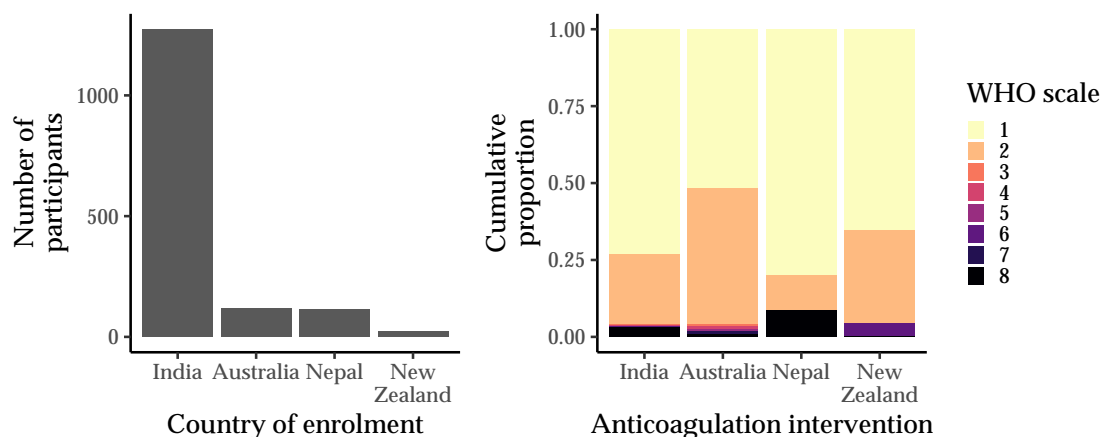 Number of
participants
1000
500
0
India
Australia
Nepal
New
Zealand
Country of enrolment
Cumulative
proportion
1.00
0.75
0.50
0.25
0.00
India
Australia
Nepal
New
Zealand
Anticoagulation intervention
WHO scale
1
2
3
4
5
6
7
8